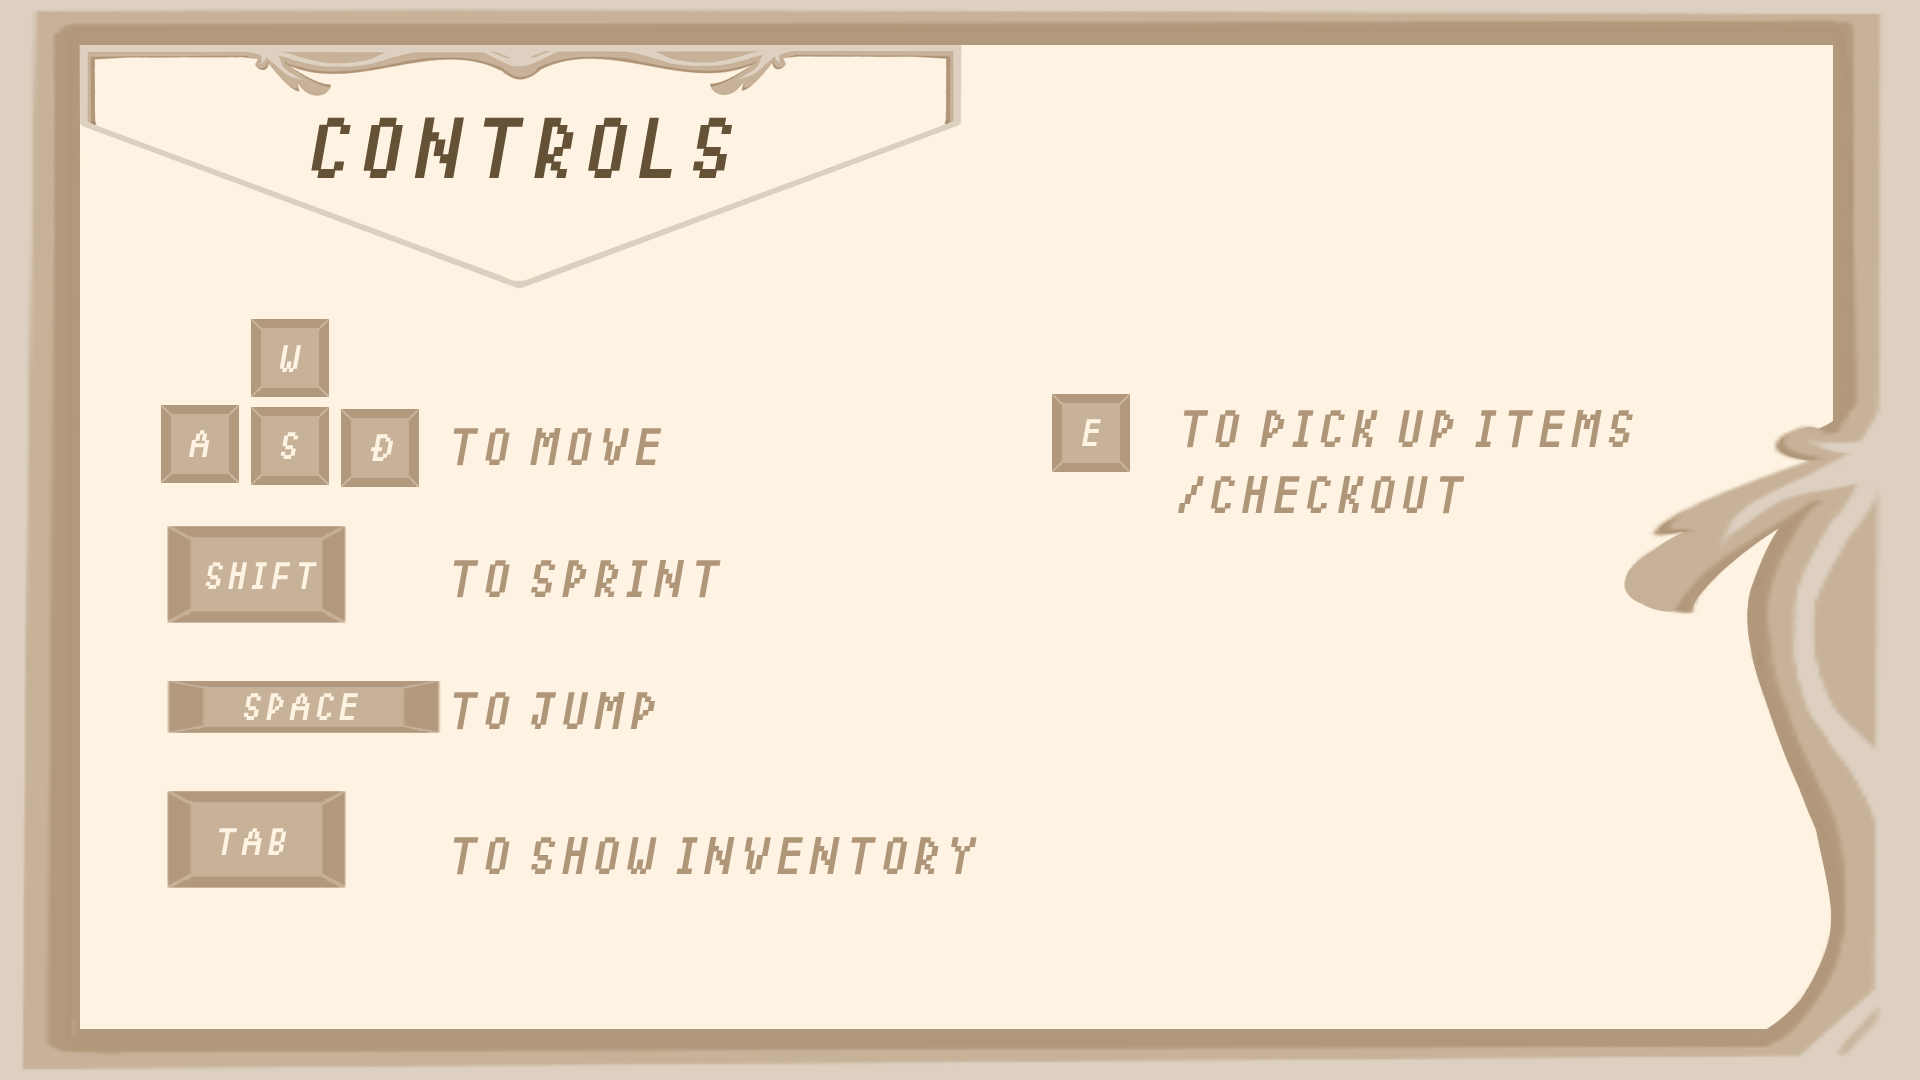 CONTROLS
W
A S D TO MOVE
SHIFT TO SPRINT
SPACE TO JUMP
TAB TO SHOW INVENTORY
E TO PICK UP ITEMS
/CHECKOUT